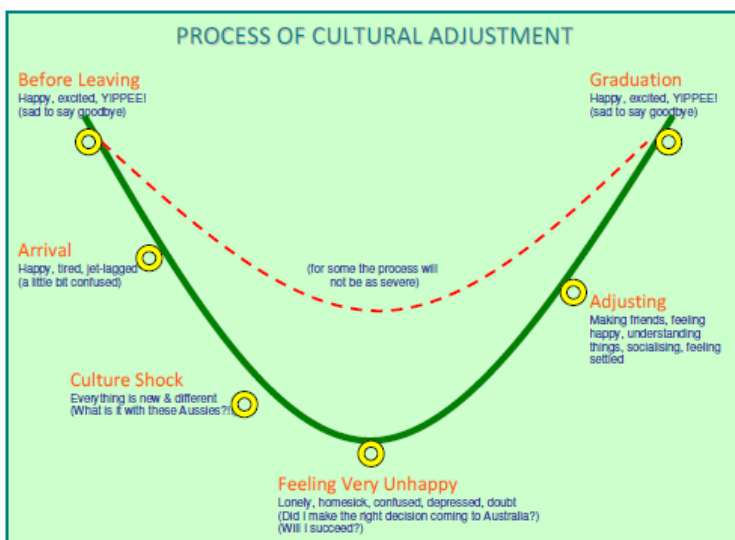 PROCESS OF CULTURAL ADJUSTMENT
Before Leaving
Happy, excited, YIPPEE!
(sad to say goodbye)
Graduation
Happy, excited, YIPPEE!
(sad to say goodbye)
Arrival
Happy, tired, jet-lagged
(a little bit confused)
(for some the process will
not be as severe)
Adjusting
Making friends, feeling
happy, understanding
things, socialising, feeling
settled
Culture Shock
Everything is new & different
(What is it with these Aussies?!)
Feeling Very Unhappy
Lonely, homesick, confused, depressed, doubt
(Did I make the right decision coming to Australia?)
(Will I succeed?)